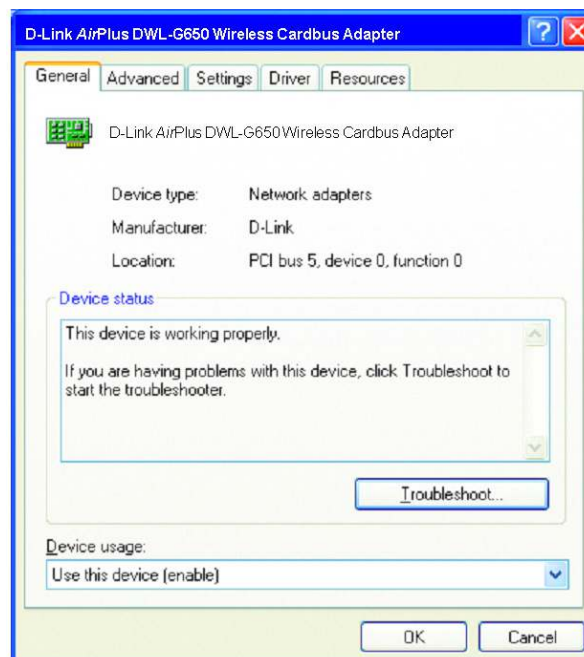 D-Link AirPlus DWL-G650 Wireless Cardbus Adapter
General Advanced Settings Driver Resources
D-Link AirPlus DWL-G650 Wireless Cardbus Adapter
Device type: Network adapters
Manufacturer: D-Link
Location: PCI bus 5, device 0, function 0
Device status
This device is working properly.
If you are having problems with this device, click Troubleshoot to
start the troubleshooter.
Troubleshoot...
Device usage:
Use this device (enable)
OK Cancel